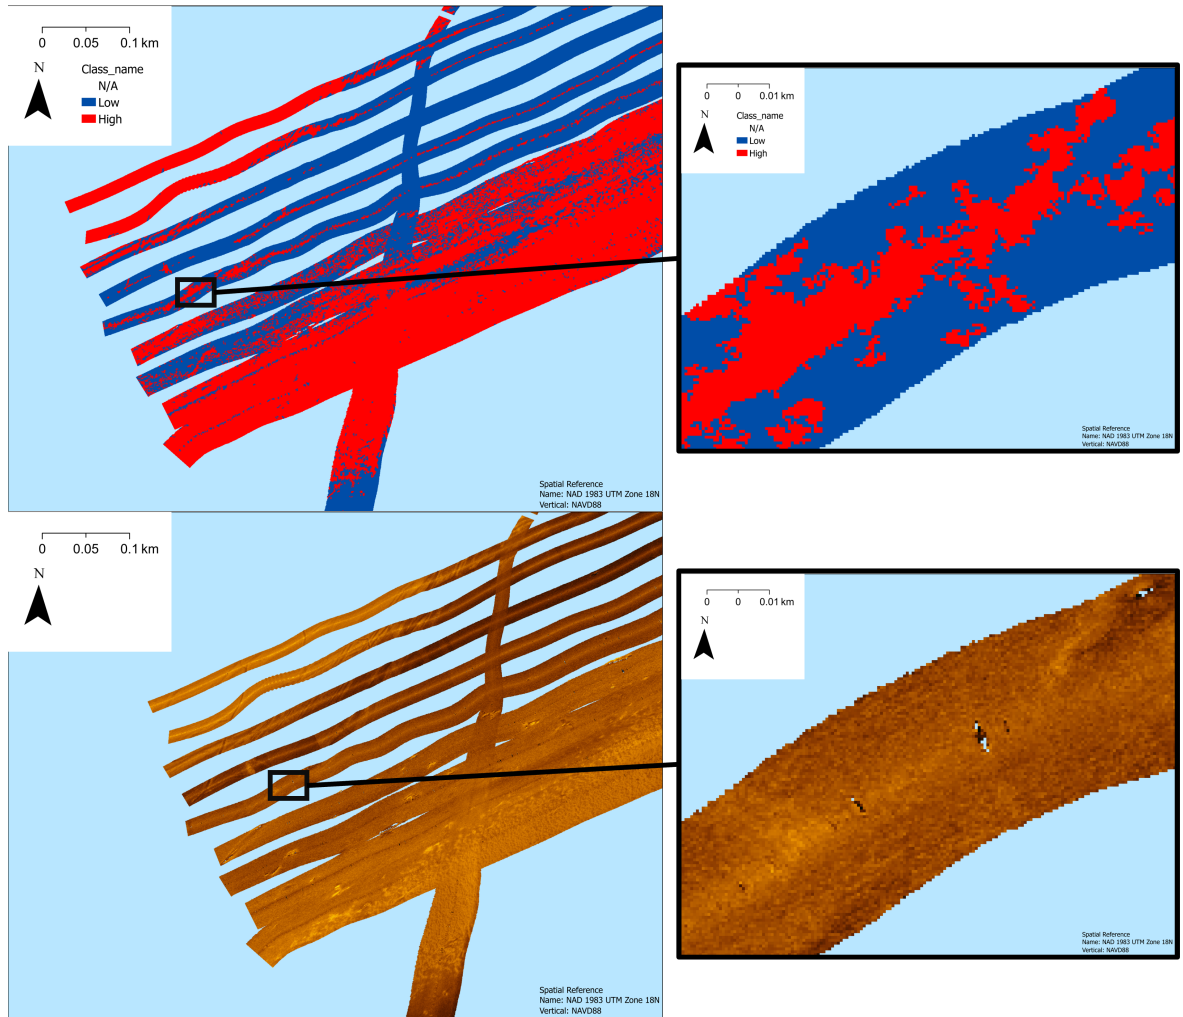 0 0.05 0.1 km
N
Class_name
N/A
Low
High
Spatial Reference
Name: NAD 1983 UTM Zone 18N
Vertical: NAVD88
0 0 0.01 km
N
Class_name
N/A
Low
High
Spatial Reference
Name: NAD 1983 UTM Zone 18N
Vertical: NAVD88
0 0.05 0.1 km
N
Spatial Reference
Name: NAD 1983 UTM Zone 18N
Vertical: NAVD88
0 0 0.01 km
N
Spatial Reference
Name: NAD 1983 UTM Zone 18N
Vertical: NAVD88